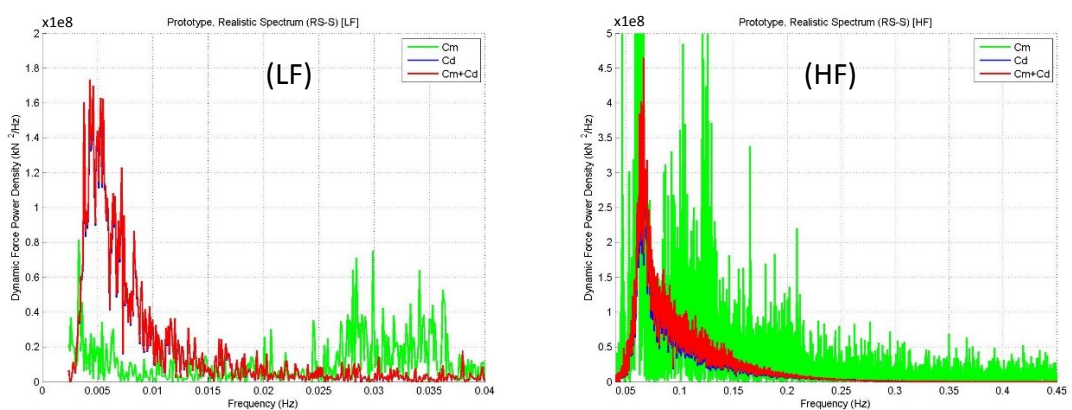 x1e8
Prototype, Realistic Spectrum (RS-S) [LF]
Dynamic Force Power Density (kN ^2/Hz)
2
1.8
1.6
1.4
1.2
1
0.8
0.6
0.4
0.2
0
0
0.005
0.010
0.015
0.02
0.025
0.03
0.035
0.04
Frequency (Hz)
(LF)
Cm
Cd
Cm+Cd
x1e8
Prototype, Realistic Spectrum (RS-S) [HF]
Dynamic Force Power Density (kN ^2/Hz)
5
4.5
4
3.5
3
2.5
2
1.5
1
0.5
0
0.05
0.1
0.15
0.2
0.25
0.3
0.35
0.4
0.45
Frequency (Hz)
(HF)
Cm
Cd
Cm+Cd